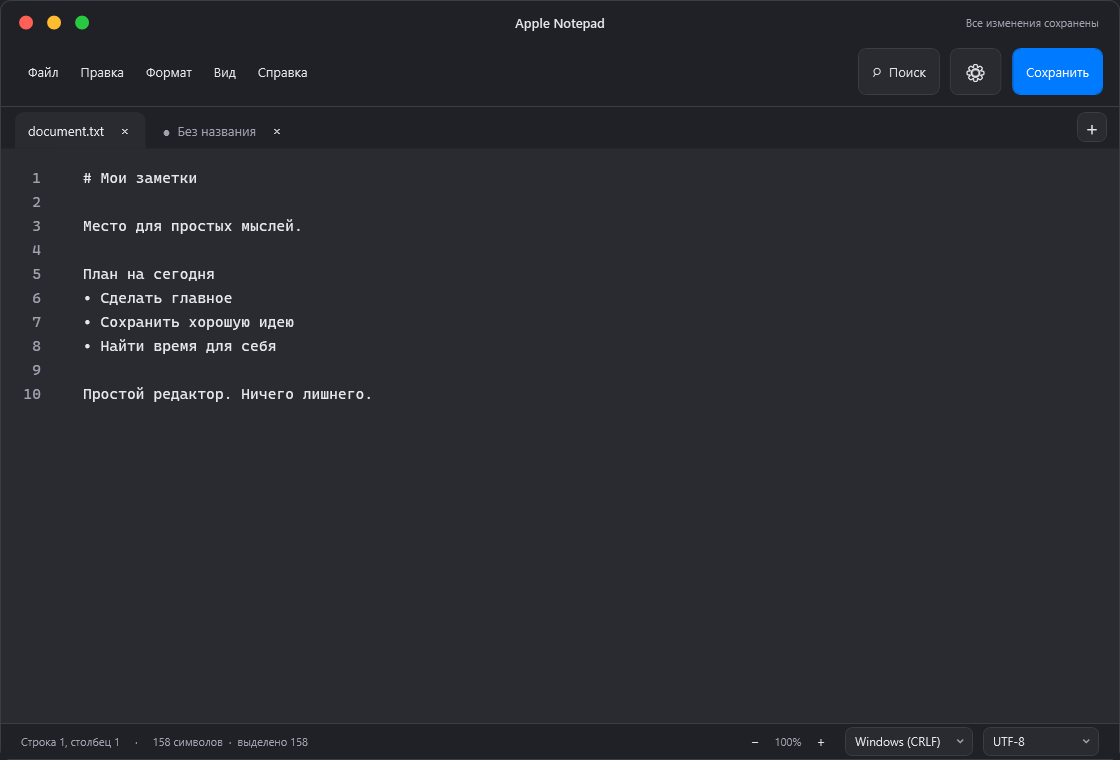 Apple Notepad
Все изменения сохранены
Файл Правка Формат Вид Справка
Поиск
Сохранить
document.txt × ● Без названия × +
1 # Мои заметки
2
3 Место для простых мыслей.
4
5 План на сегодня
6 • Сделать главное
7 • Сохранить хорошую идею
8 • Найти время для себя
9
10 Простой редактор. Ничего лишнего.
Строка 1, столбец 1 · 158 символов · выделено 158
− 100% + Windows (CRLF) UTF-8